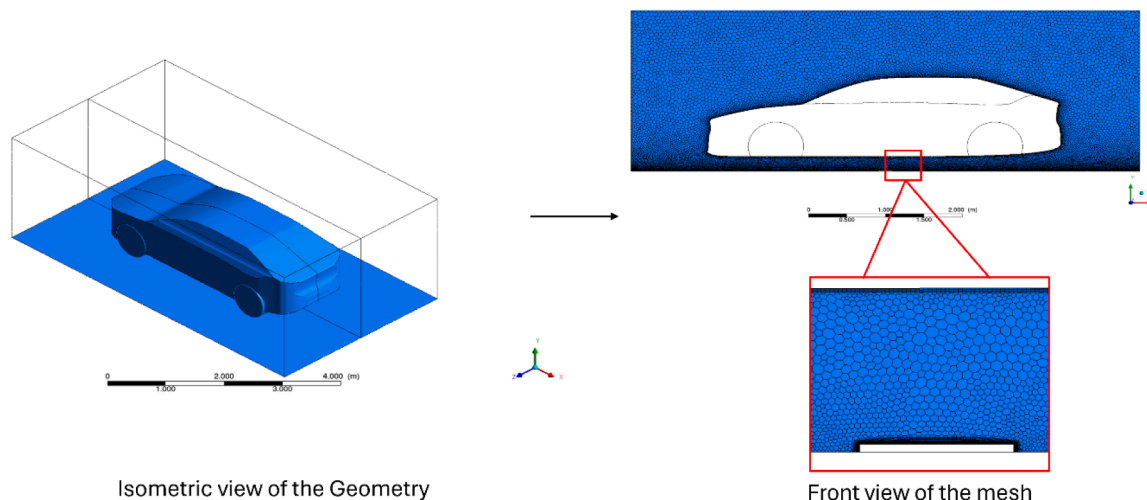 0 1.000 2.000 (m)
0.500 1.500
Y
0 2.000 4.000 (m)
1.000 3.000
Y
Z X
Isometric view of the Geometry
Front view of the mesh